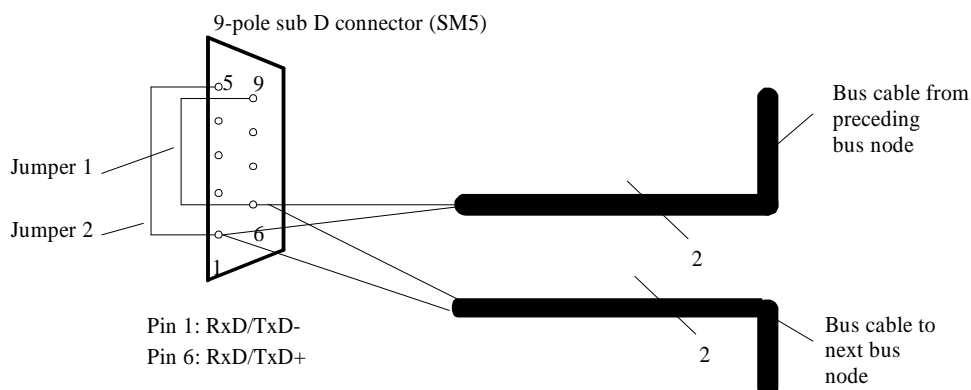 9-pole sub D connector (SM5)
5
9
Jumper 1
Jumper 2
6
1
Bus cable from
preceding
bus node
2
2
Pin 1: RxD/TxD-
Pin 6: RxD/TxD+
Bus cable to
next bus
node